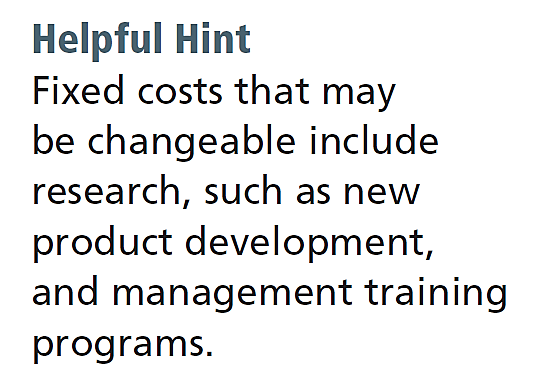 Helpful Hint
Fixed costs that may
be changeable include
research, such as new
product development,
and management training
programs.